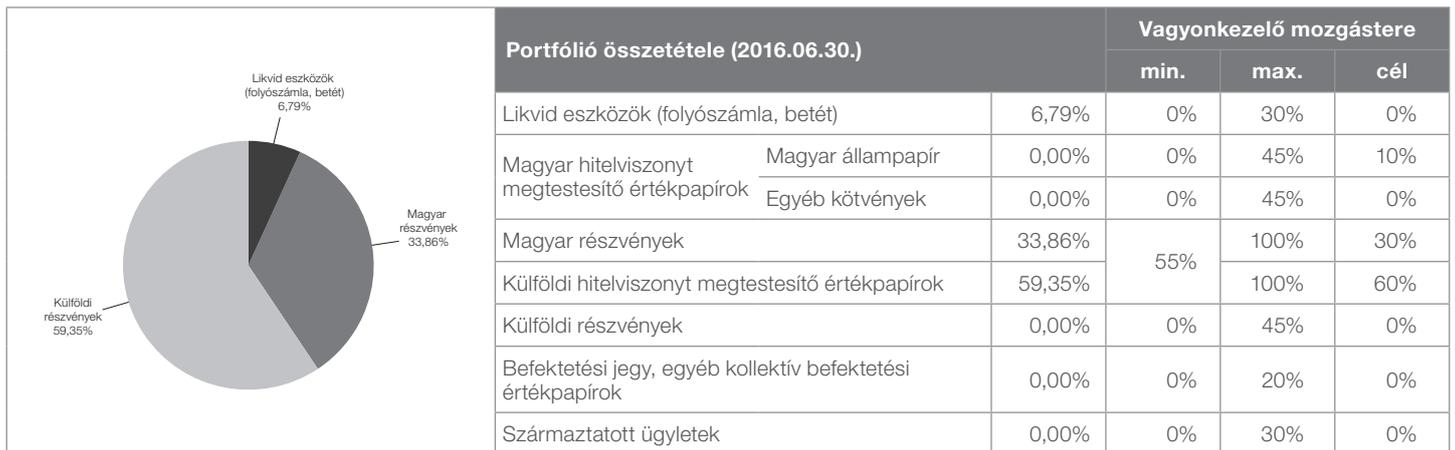 Likvid eszközök
(folyószámla, betét)
6,79%
Magyar
részvények
33,86%
Külföldi
részvények
59,35%
Portfólió összetétele (2016.06.30.)
Vagyonkezelő mozgástere
min. max. cél
Likvid eszközök (folyószámla, betét) 6,79% 0% 30% 0%
Magyar hitelviszonyt
megtestesítő értékpapírok
Magyar állampapír 0,00% 0% 45% 10%
Egyéb kötvények 0,00% 0% 45% 0%
Magyar részvények 33,86% 55% 100% 30%
Külföldi hitelviszonyt megtestesítő értékpapírok 59,35% 100% 60%
Külföldi részvények 0,00% 0% 45% 0%
Befektetési jegy, egyéb kollektív befektetési
értékpapírok 0,00% 0% 20% 0%
Származtatott ügyletek 0,00% 0% 30% 0%